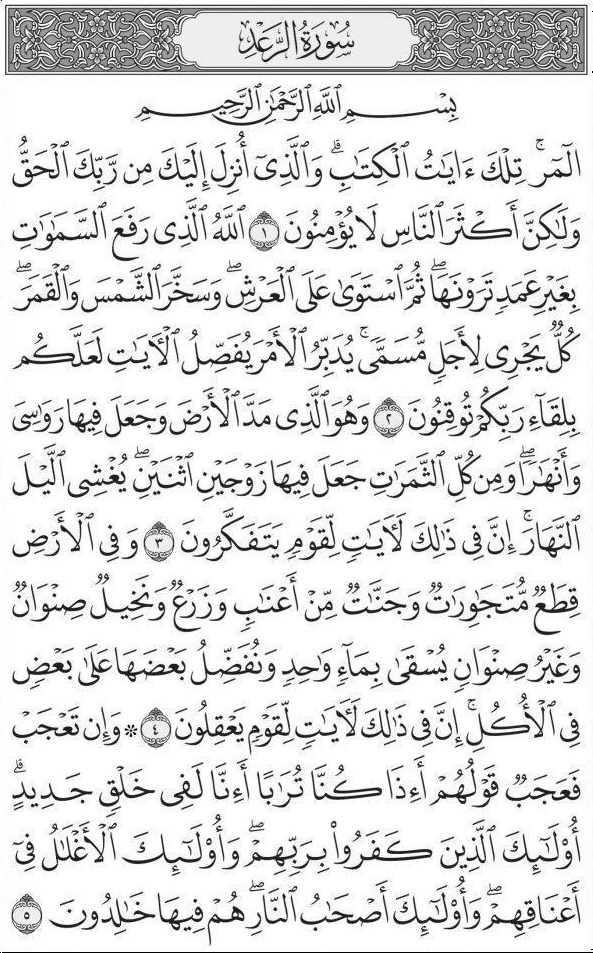 سُورَةُ الرَّعۡدِ
بِسۡمِ ٱللَّهِ ٱلرَّحۡمَٰنِ ٱلرَّحِيمِ
الٓمٓرۚ تِلۡكَ ءَايَٰتُ ٱلۡكِتَٰبِۗ وَٱلَّذِيٓ أُنزِلَ إِلَيۡكَ مِن رَّبِّكَ ٱلۡحَقُّ
وَلَٰكِنَّ أَكۡثَرَ ٱلنَّاسِ لَا يُؤۡمِنُونَ ١ ٱللَّهُ ٱلَّذِي رَفَعَ ٱلسَّمَٰوَٰتِ
بِغَيۡرِ عَمَدٖ تَرَوۡنَهَاۖ ثُمَّ ٱسۡتَوَىٰ عَلَى ٱلۡعَرۡشِۖ وَسَخَّرَ ٱلشَّمۡسَ وَٱلۡقَمَرَۖ
كُلّٞ يَجۡرِي لِأَجَلٖ مُّسَمّٗىۚ يُدَبِّرُ ٱلۡأَمۡرَ يُفَصِّلُ ٱلۡأٓيَٰتِ لَعَلَّكُم
بِلِقَآءِ رَبِّكُمۡ تُوقِنُونَ ٢ وَهُوَ ٱلَّذِي مَدَّ ٱلۡأَرۡضَ وَجَعَلَ فِيهَا رَوَٰسِيَ
وَأَنۡهَٰرٗاۖ وَمِن كُلِّ ٱلثَّمَرَٰتِ جَعَلَ فِيهَا زَوۡجَيۡنِ ٱثۡنَيۡنِۖ يُغۡشِي ٱلَّيۡلَ
ٱلنَّهَارَۚ إِنَّ فِي ذَٰلِكَ لَأٓيَٰتٖ لِّقَوۡمٖ يَتَفَكَّرُونَ ٣ وَفِي ٱلۡأَرۡضِ
قِطَعٞ مُّتَجَٰوِرَٰتٞ وَجَنَّٰتٞ مِّنۡ أَعۡنَٰبٖ وَزَرۡعٞ وَنَخِيلٞ صِنۡوَانٞ
وَغَيۡرُ صِنۡوَانٖ يُسۡقَىٰ بِمَآءٖ وَٰحِدٖ وَنُفَضِّلُ بَعۡضَهَا عَلَىٰ بَعۡضٖ
فِي ٱلۡأُكُلِۚ إِنَّ فِي ذَٰلِكَ لَأٓيَٰتٖ لِّقَوۡمٖ يَعۡقِلُونَ ٤ ۞ وَإِن تَعۡجَبۡ
فَعَجَبٞ قَوۡلُهُمۡ أَءِذَا كُنَّا تُرَٰبًا أَءِنَّا لَفِي خَلۡقٖ جَدِيدٍۗ
أُوْلَٰٓئِكَ ٱلَّذِينَ كَفَرُواْ بِرَبِّهِمۡۖ وَأُوْلَٰٓئِكَ ٱلۡأَغۡلَٰلُ فِيٓ
أَعۡنَاقِهِمۡۖ وَأُوْلَٰٓئِكَ أَصۡحَٰبُ ٱلنَّارِۖ هُمۡ فِيهَا خَٰلِدُونَ ٥